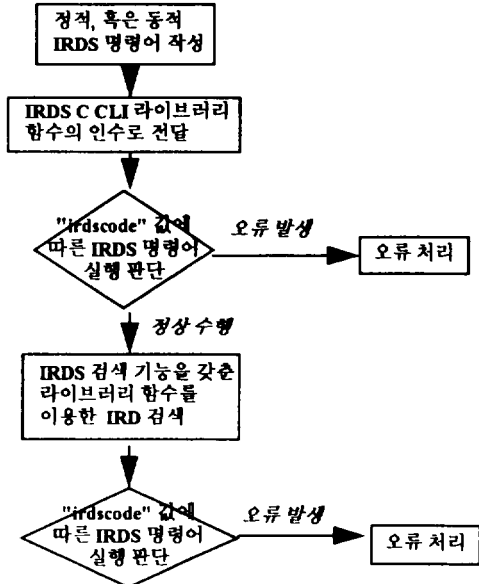 정적, 혹은 동적
IRDS 명령어 작성
IRDS C CLI 라이브러리
함수의 인수로 전달
"irdscode" 값에
따른 IRDS 명령어
실행 판단
오류 발생
오류 처리
정상 수행
IRDS 검색 기능을 갖춘
라이브러리 함수를
이용한 IRD 검색
"irdscode" 값에
따른 IRDS 명령어
실행 판단
오류 발생
오류 처리